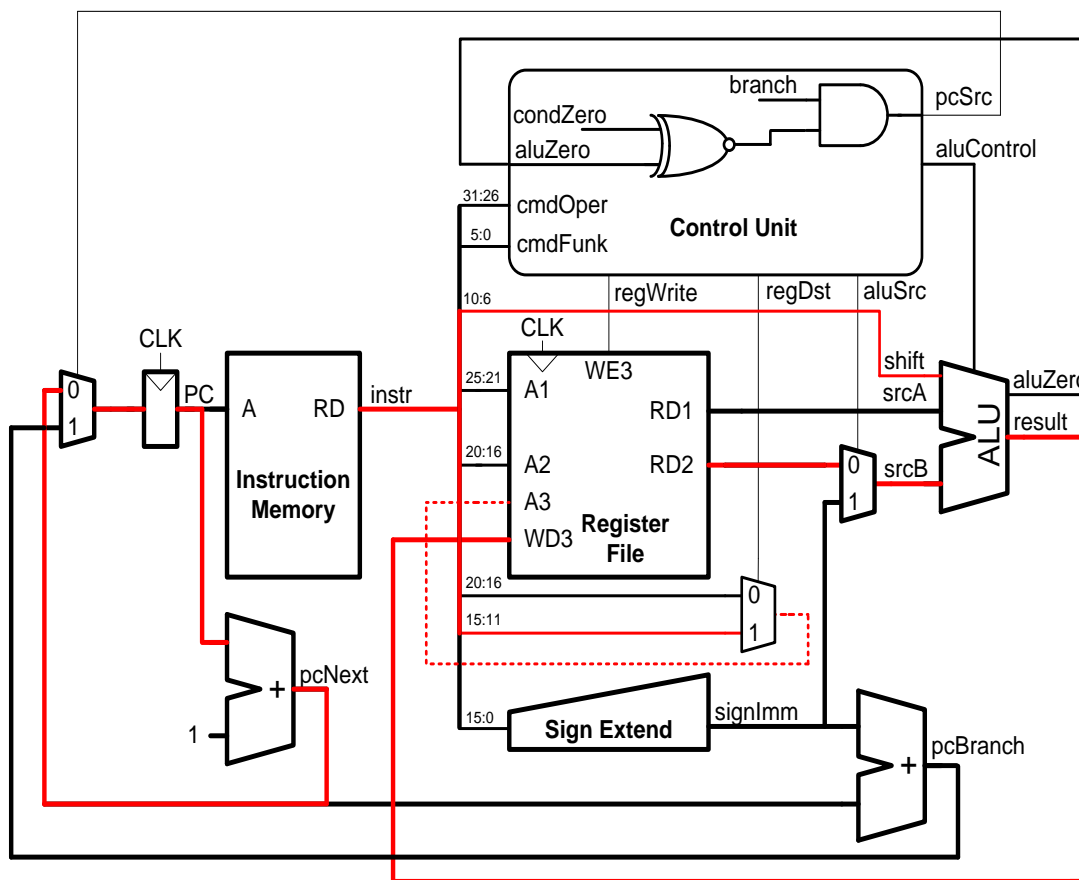 branch
pcSrc
condZero
aluZero
aluControl
31:26
cmdOper
Control Unit
5:0
cmdFunk
10:6
regWrite
regDst
aluSrc
CLK
CLK
shift
WE3
0
PC
A
RD
instr
25:21
A1
RD1
srcA
aluZero
1
ALU
result
20:16
A2
RD2
0
srcB
Instruction
Memory
A3
1
WD3
Register
File
20:16
0
15:11
1
pcNext
+
1
15:0
Sign Extend
signImm
pcBranch
+